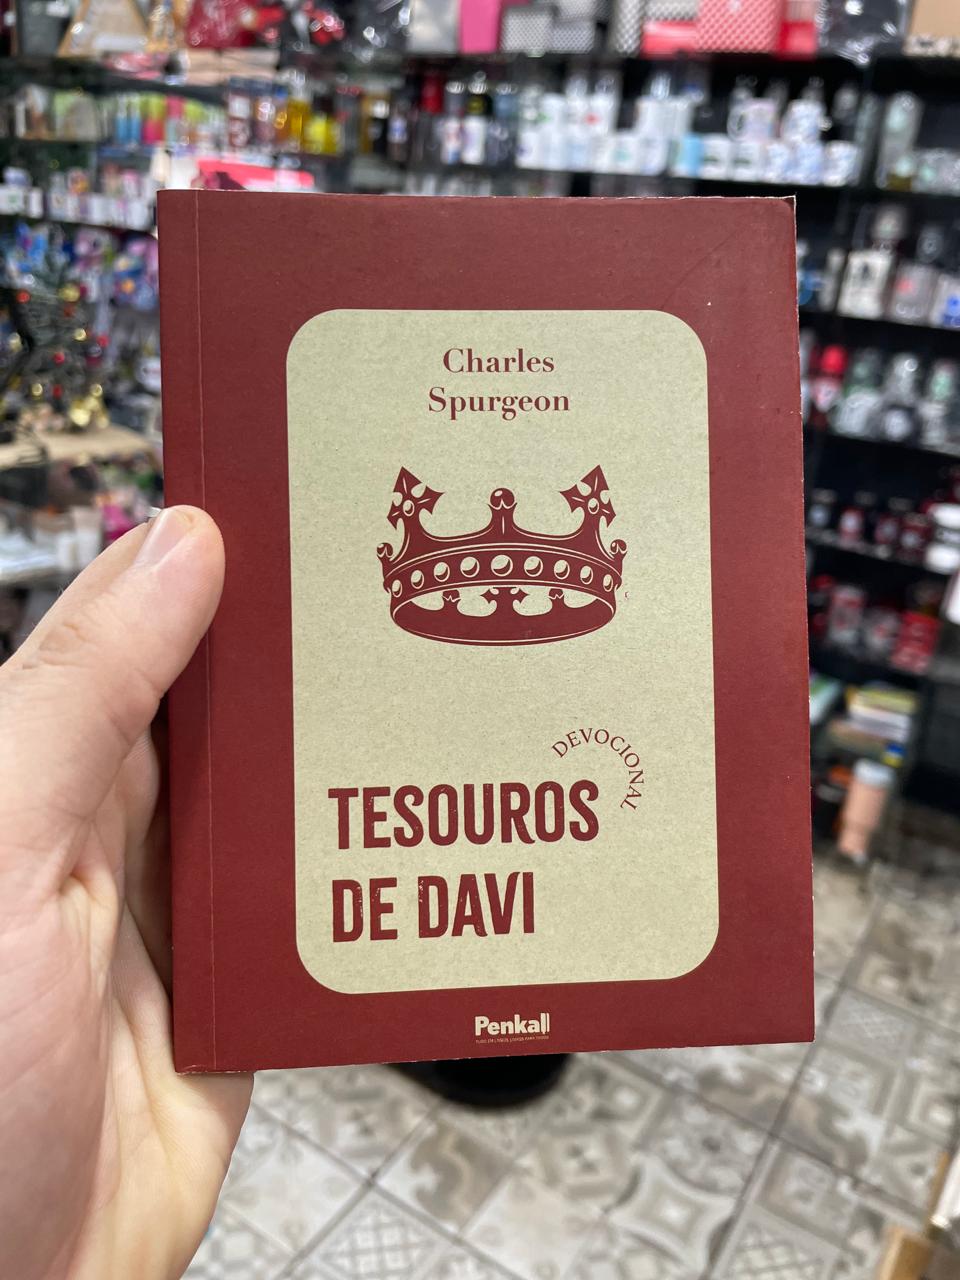 Charles
Spurgeon
DEVOCIONAL
TESOUROS
DE DAVI
Penkal